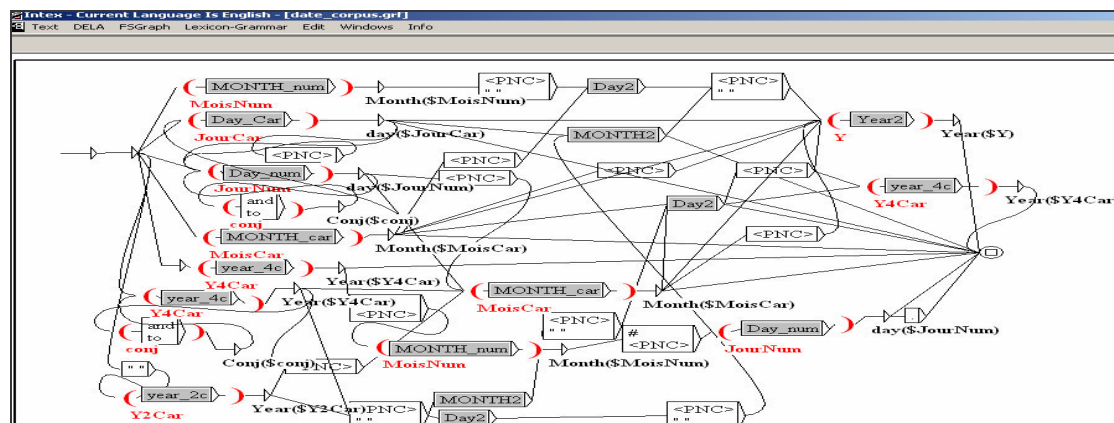 Intex - Current Language Is English - [date_corpus.grf]
Text DELA FSGraph Lexicon-Grammar Edit Windows Info
MONTH_num
MoisNum
Month($MoisNum)
<PNC>
" "
Day2
<PNC>
" "
Day_Car
JourCar
day($JourCar)
MONTH2
Year2
Y
Year($Y)
<PNC>
<PNC>
<PNC>
<PNC>
Day_num
JourNum
day($JourNum)
<PNC>
year_4c
Y4Car
Year($Y4Car
and
to
conj
Conj($conj)
Day2
MONTH_car
MoisCar
Month($MoisCar)
<PNC>
year_4c
Y4Car
Year($Y4Car)
year_4c
Y4Car
Year($Y4Car)
MONTH_car
MoisCar
Month($MoisCar)
<PNC>
<PNC>
" "
#
<PNC>
Day_num
JourNum
.
day($JourNum)
and
to
conj
Conj($conj)
MONTH_num
MoisNum
Month($MoisNum)
" "
<PNC>
year_2c
Y2Car
Year($Y2Car)
<PNC>
" "
MONTH2
Day2
<PNC>
" "